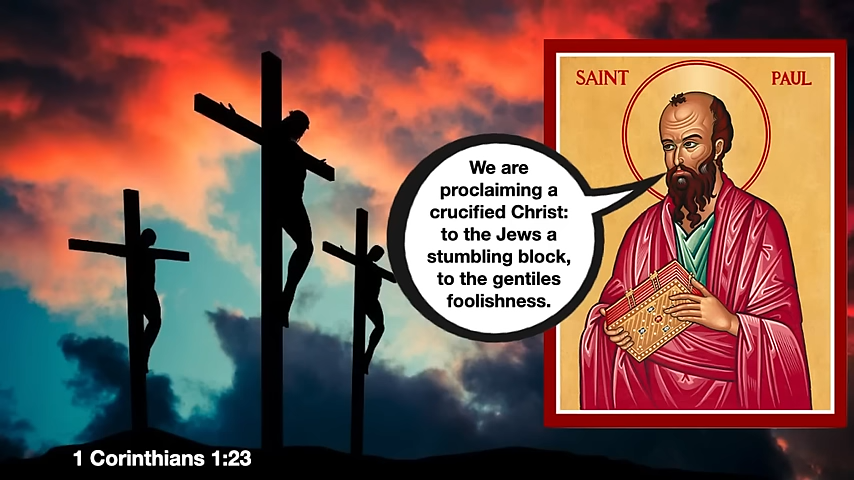 SAINT PAUL
We are
proclaiming a
crucified Christ:
to the Jews a
stumbling block,
to the gentiles
foolishness.
1 Corinthians 1:23